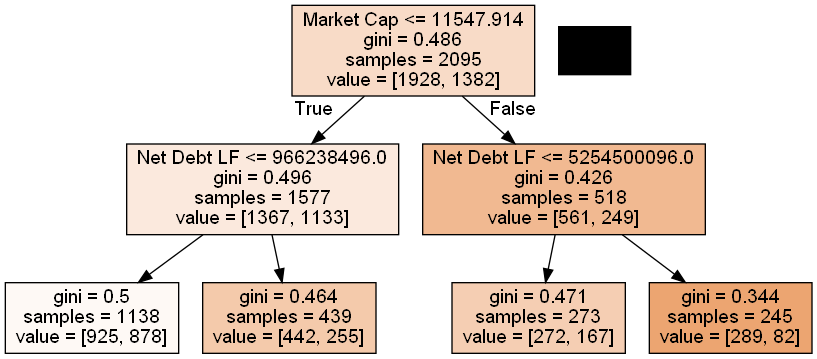 Market Cap <= 11547.914
gini = 0.486
samples = 2095
value = [1928, 1382]
True
False
Net Debt LF <= 966238496.0
gini = 0.496
samples = 1577
value = [1367, 1133]
Net Debt LF <= 5254500096.0
gini = 0.426
samples = 518
value = [561, 249]
gini = 0.5
samples = 1138
value = [925, 878]
gini = 0.464
samples = 439
value = [442, 255]
gini = 0.471
samples = 273
value = [272, 167]
gini = 0.344
samples = 245
value = [289, 82]